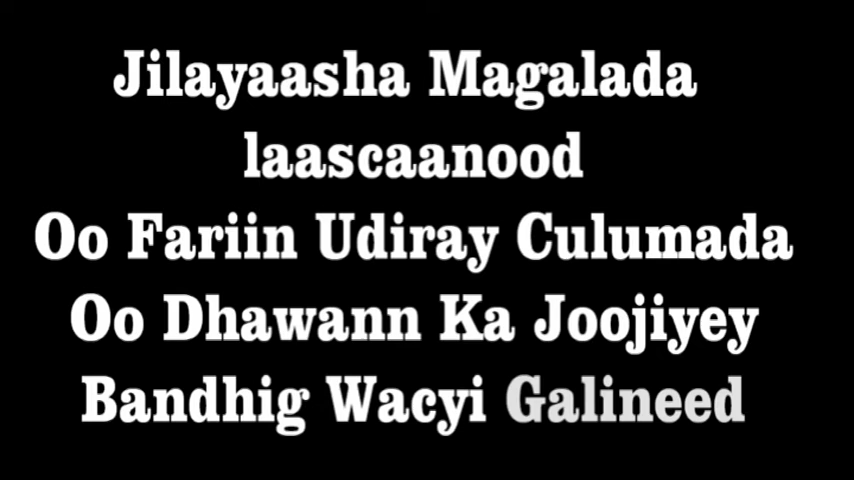 Jilayaasha Magalada
laascaanood
Oo Fariin Udiray Culumada
Oo Dhawann Ka Joojiyey
Bandhig Wacyi Galineed